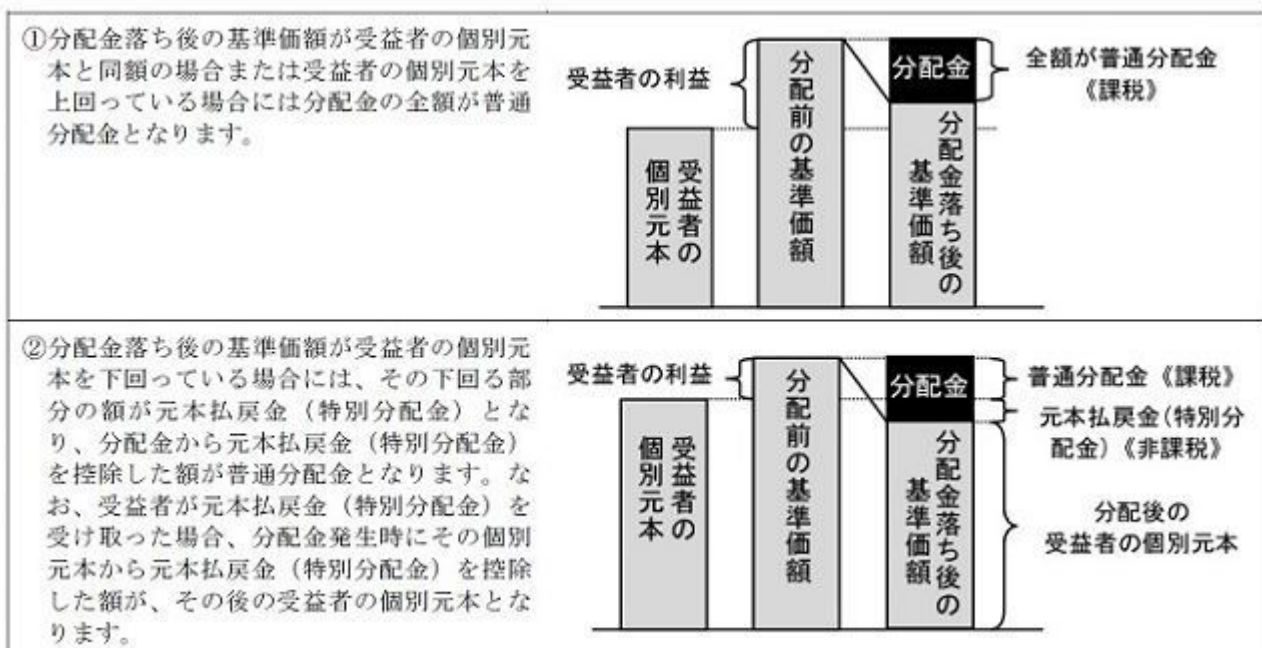 ①分配金落ち後の基準価額が受益者の個別元
本と同額の場合または受益者の個別元本を
上回っている場合には分配金の全額が普通
分配金となります。
受益者の利益
受益者の
個別元本
分配前の基準価額
分配金
分配金落ち後の
基準価額
全額が普通分配金
《課税》
②分配金落ち後の基準価額が受益者の個別元
本を下回っている場合には、その下回る部
分の額が元本払戻金（特別分配金）とな
り、分配金から元本払戻金（特別分配金）
を控除した額が普通分配金となります。な
お、受益者が元本払戻金（特別分配金）を
受け取った場合、分配金発生時にその個別
元本から元本払戻金（特別分配金）を控除
した額が、その後の受益者の個別元本とな
ります。
受益者の利益
受益者の
個別元本
分配前の基準価額
分配金
分配金落ち後の
基準価額
普通分配金《課税》
元本払戻金(特別分
配金)《非課税》
分配後の
受益者の個別元本